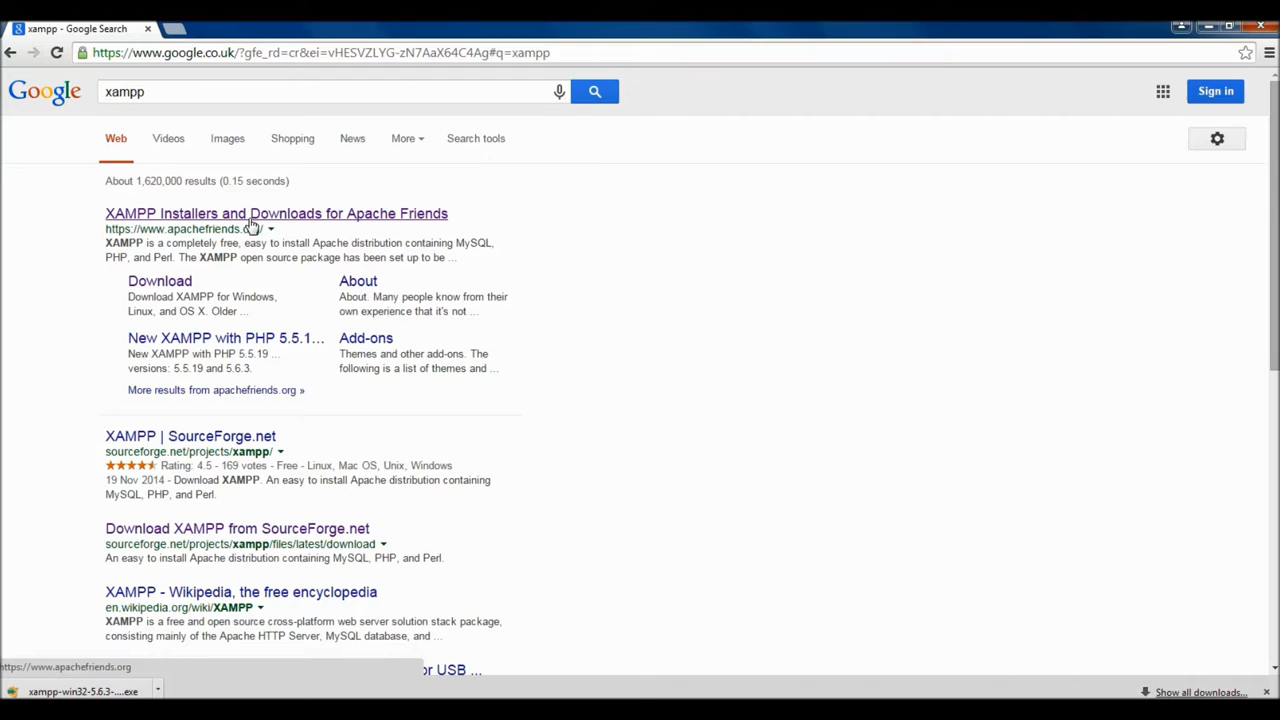 xampp - Google Search
https://www.google.co.uk/?gfe_rd=cr&ei=vHESVZLYG-zN7AaX64C4Ag#q=xampp
Google
xampp
Sign in
Web Videos Images Shopping News More Search tools
About 1,620,000 results (0.15 seconds)
XAMPP Installers and Downloads for Apache Friends
https://www.apachefriends.
XAMPP is a completely free, easy to install Apache distribution containing MySQL,
PHP, and Perl. The XAMPP open source package has been set up to be ...
Download
Download XAMPP for Windows,
Linux, and OS X. Older ...
About
About. Many people know from their
own experience that it's not ...
New XAMPP with PHP 5.5.1...
New XAMPP with PHP 5.5.19 ...
versions: 5.5.19 and 5.6.3.
Add-ons
Themes and other add-ons. The
following is a list of themes and ...
More results from apachefriends.org »
XAMPP | SourceForge.net
sourceforge.net/projects/xampp/
Rating: 4.5 - 169 votes - Free - Linux, Mac OS, Unix, Windows
19 Nov 2014 - Download XAMPP. An easy to install Apache distribution containing
MySQL, PHP, and Perl.
Download XAMPP from SourceForge.net
sourceforge.net/projects/xampp/files/latest/download
An easy to install Apache distribution containing MySQL, PHP, and Perl.
XAMPP - Wikipedia, the free encyclopedia
en.wikipedia.org/wiki/XAMPP
XAMPP is a free and open source cross-platform web server solution stack package,
consisting mainly of the Apache HTTP Server, MySQL database, and ...
or USB ...
https://www.apachefriends.org
xampp-win32-5.6.3-....exe
Show all downloads...